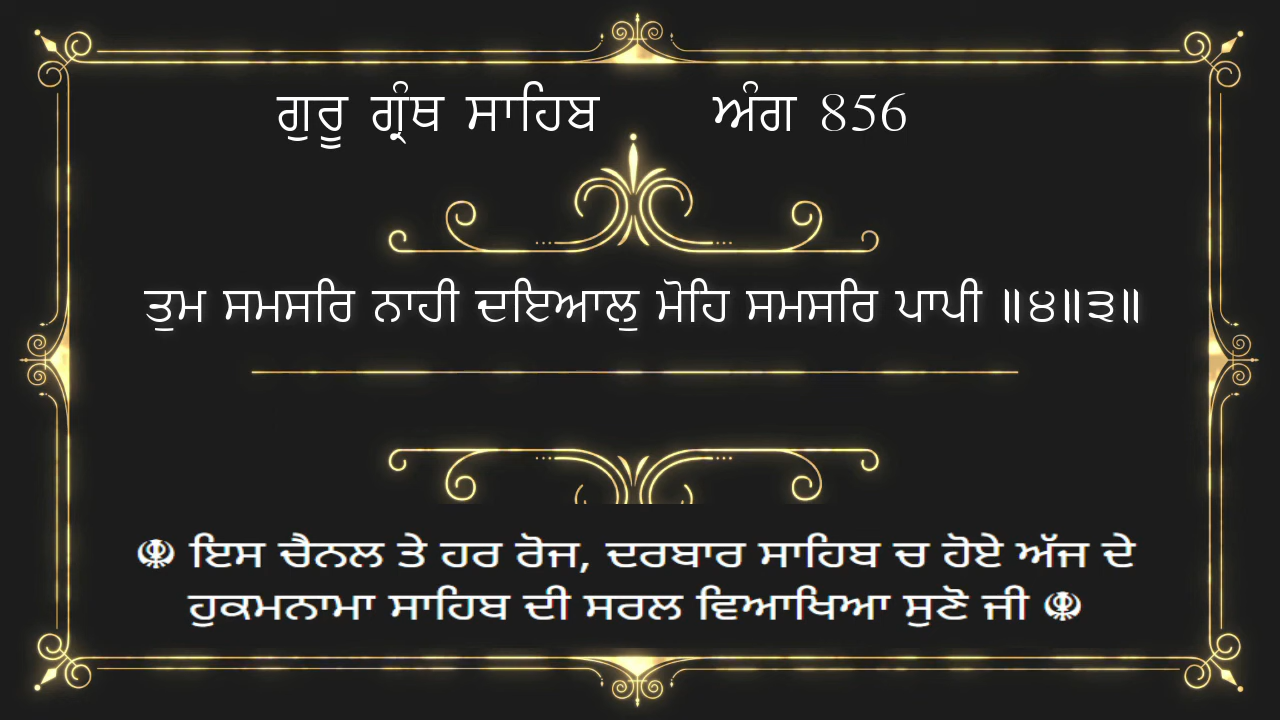 ਗੁਰੂ ਗ੍ਰੰਥ ਸਾਹਿਬ ਅੰਗ 856
ਤੁਮ ਸਮਸਰਿ ਨਾਹੀ ਦਇਆਲੁ ਮੋਹਿ ਸਮਸਰਿ ਪਾਪੀ ॥੪॥੩॥
☬ ਇਸ ਚੈਨਲ ਤੇ ਹਰ ਰੋਜ, ਦਰਬਾਰ ਸਾਹਿਬ ਚ ਹੋਏ ਅੱਜ ਦੇ
ਹੁਕਮਨਾਮਾ ਸਾਹਿਬ ਦੀ ਸਰਲ ਵਿਆਖਿਆ ਸੁਣੋ ਜੀ ☬